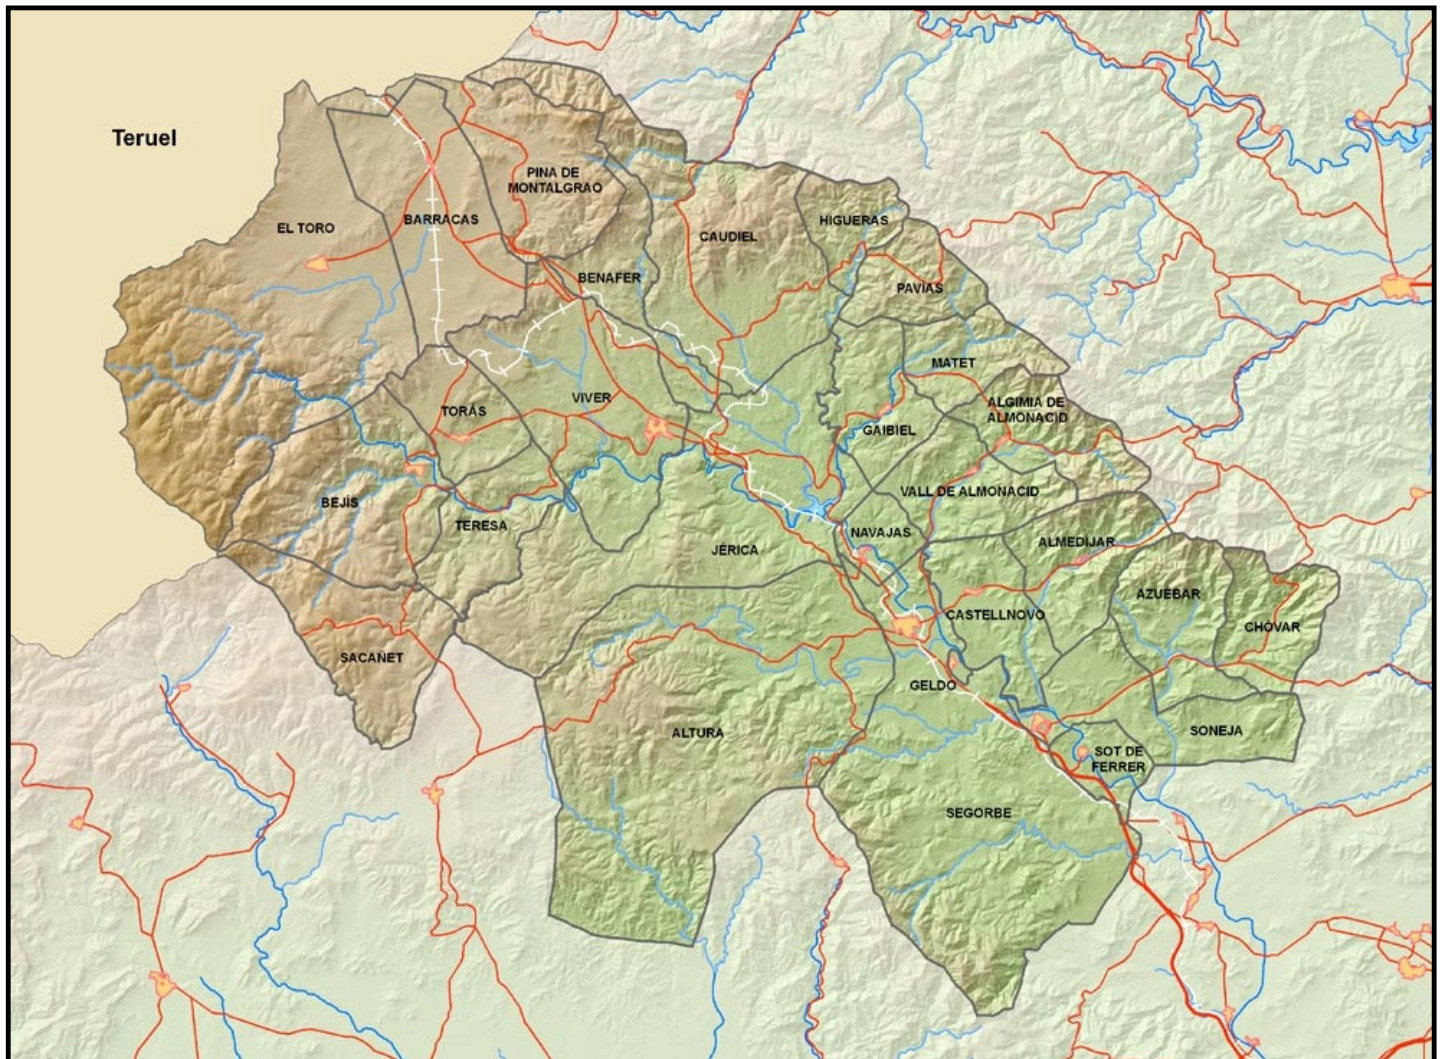 Teruel
PINA DE
MONTALGRAO
EL TORO
BARRACAS
CAUDIEL
HIGUERAS
BENAFER
PAVIAS
MATET
TORÁS
VIVER
ALGIMIA DE
ALMONACID
GAIBIEL
BEJÍS
VALL DE ALMONACID
TERESA
NAVAJAS
JÉRICA
ALMEDIJAR
AZUÉBAR
CASTELLNOVO
CHÓVAR
SACAÑET
GELDO
ALTURA
SONEJA
SOT DE
FERRER
SEGORBE